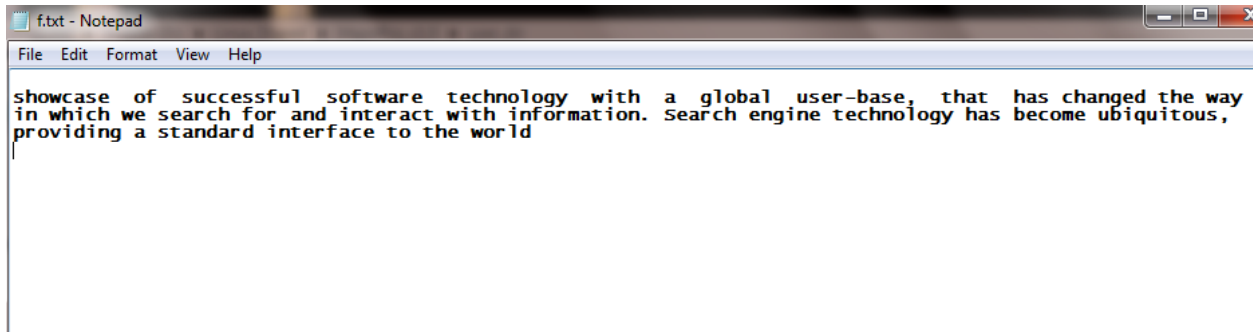 f.txt - Notepad
File Edit Format View Help
showcase of successful software technology with a global user-base, that has changed the way
in which we search for and interact with information. Search engine technology has become ubiquitous,
providing a standard interface to the world